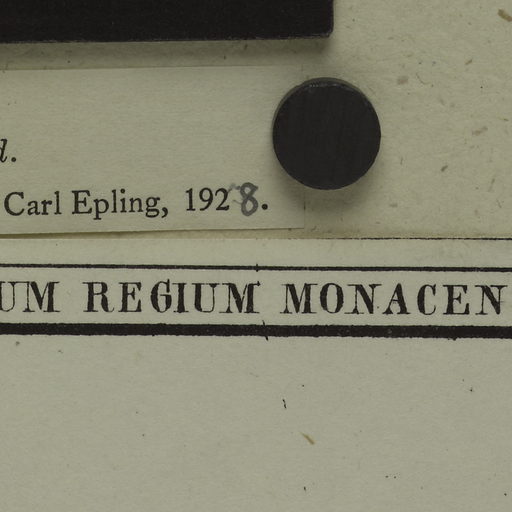 d.
Carl Epling, 1928.
UM REGIUM MONACEN